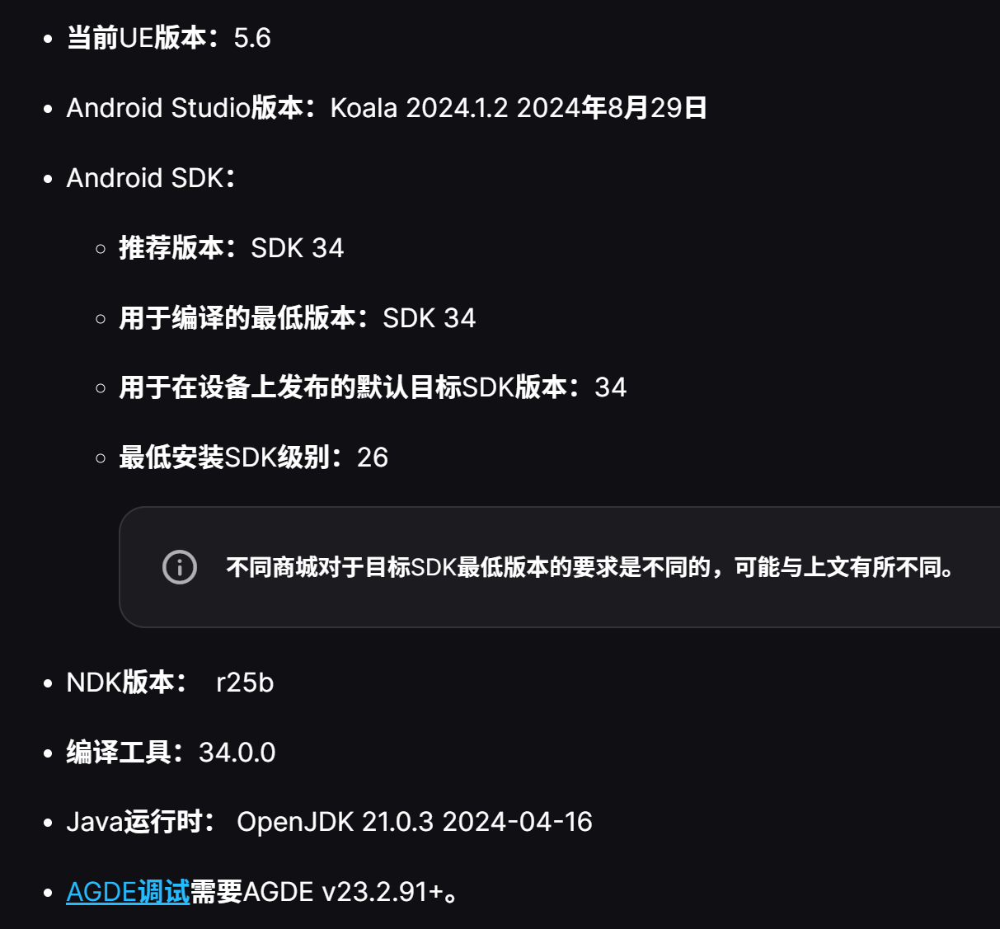 当前UE版本：5.6
Android Studio版本：Koala 2024.1.2 2024年8月29日
Android SDK：
推荐版本：SDK 34
用于编译的最低版本：SDK 34
用于在设备上发布的默认目标SDK版本：34
最低安装SDK级别：26
不同商城对于目标SDK最低版本的要求是不同的，可能与上文有所不同。
NDK版本： r25b
编译工具：34.0.0
Java运行时： OpenJDK 21.0.3 2024-04-16
AGDE调试需要AGDE v23.2.91+。